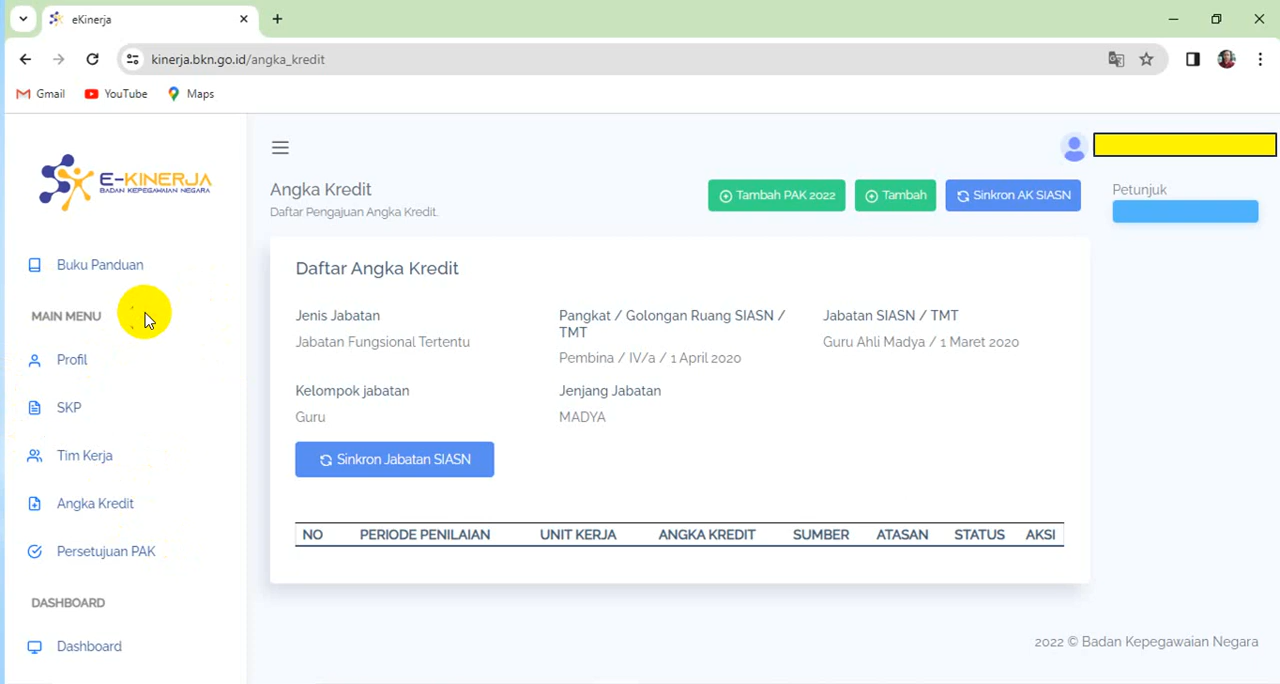 eKinerja
kinerja.bkn.go.id/angka_kredit
Gmail YouTube Maps
E-KINERJA
BADAN KEPEGAWAIAN NEGARA
Buku Panduan
MAIN MENU
Profil
SKP
Tim Kerja
Angka Kredit
Persetujuan PAK
DASHBOARD
Dashboard
Angka Kredit
Daftar Pengajuan Angka Kredit.
Tambah PAK 2022 Tambah Sinkron AK SIASN
Petunjuk
Daftar Angka Kredit
Jenis Jabatan
Jabatan Fungsional Tertentu
Pangkat / Golongan Ruang SIASN /
TMT
Pembina / IV/a / 1 April 2020
Jabatan SIASN / TMT
Guru Ahli Madya / 1 Maret 2020
Kelompok jabatan
Guru
Jenjang Jabatan
MADYA
Sinkron Jabatan SIASN
NO PERIODE PENILAIAN UNIT KERJA ANGKA KREDIT SUMBER ATASAN STATUS AKSI
2022 © Badan Kepegawaian Negara